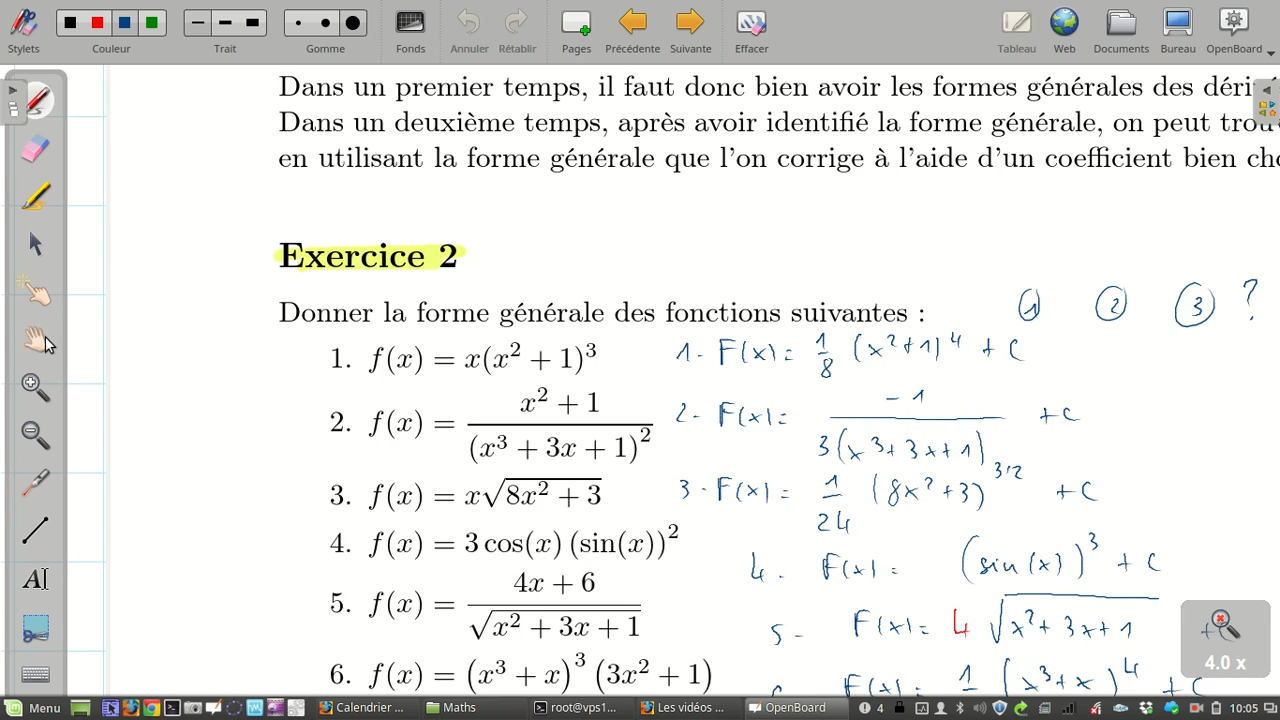 Stylets Couleur Trait Gomme Fonds Annuler Rétablir Pages Précédente Suivante Effacer Tableau Web Documents Bureau OpenBoard
Dans un premier temps, il faut donc bien avoir les formes générales des
Dans un deuxième temps, après avoir identifié la forme générale, on peut
en utilisant la forme générale que l'on corrige à l'aide d'un coefficient bien
Exercice 2
Donner la forme générale des fonctions suivantes : ① ② ③ ?
1. f(x) = x(x² + 1)³ 1- F(x) = 1/8 (x²+1)⁴ + C
2. f(x) = (x² + 1)/(x³ + 3x + 1)² 2- F(x) = -1/(3(x³+3x+1)) + C
3. f(x) = x√(8x² + 3) 3- F(x) = 1/24 (8x²+3)^(3/2) + C
4. f(x) = 3 cos(x) (sin(x))² 4- F(x) = (sin(x))³ + C
5. f(x) = (4x + 6)/√(x² + 3x + 1) 5- F(x) = 4 √(x²+3x+1) +
6. f(x) = (x³ + x)³ (3x² + 1) F(x) = 1 (x³+x)⁴ + C
4.0 x
Menu Calendrier ... Maths root@vps1... Les vidéos ... OpenBoard 4 10:05